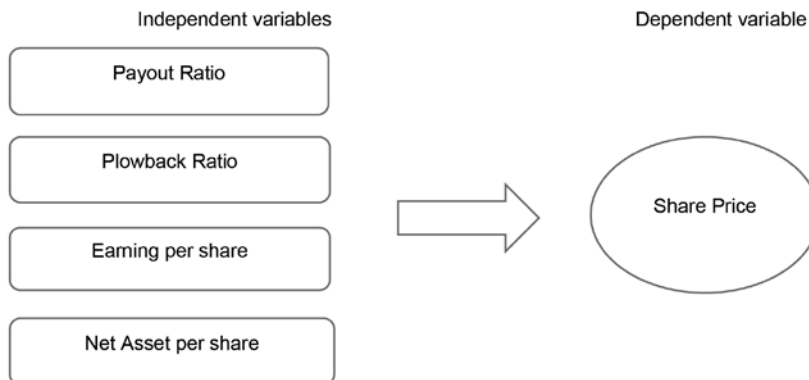 Independent variables
Dependent variable
Payout Ratio
Plowback Ratio
Earning per share
Net Asset per share
Share Price